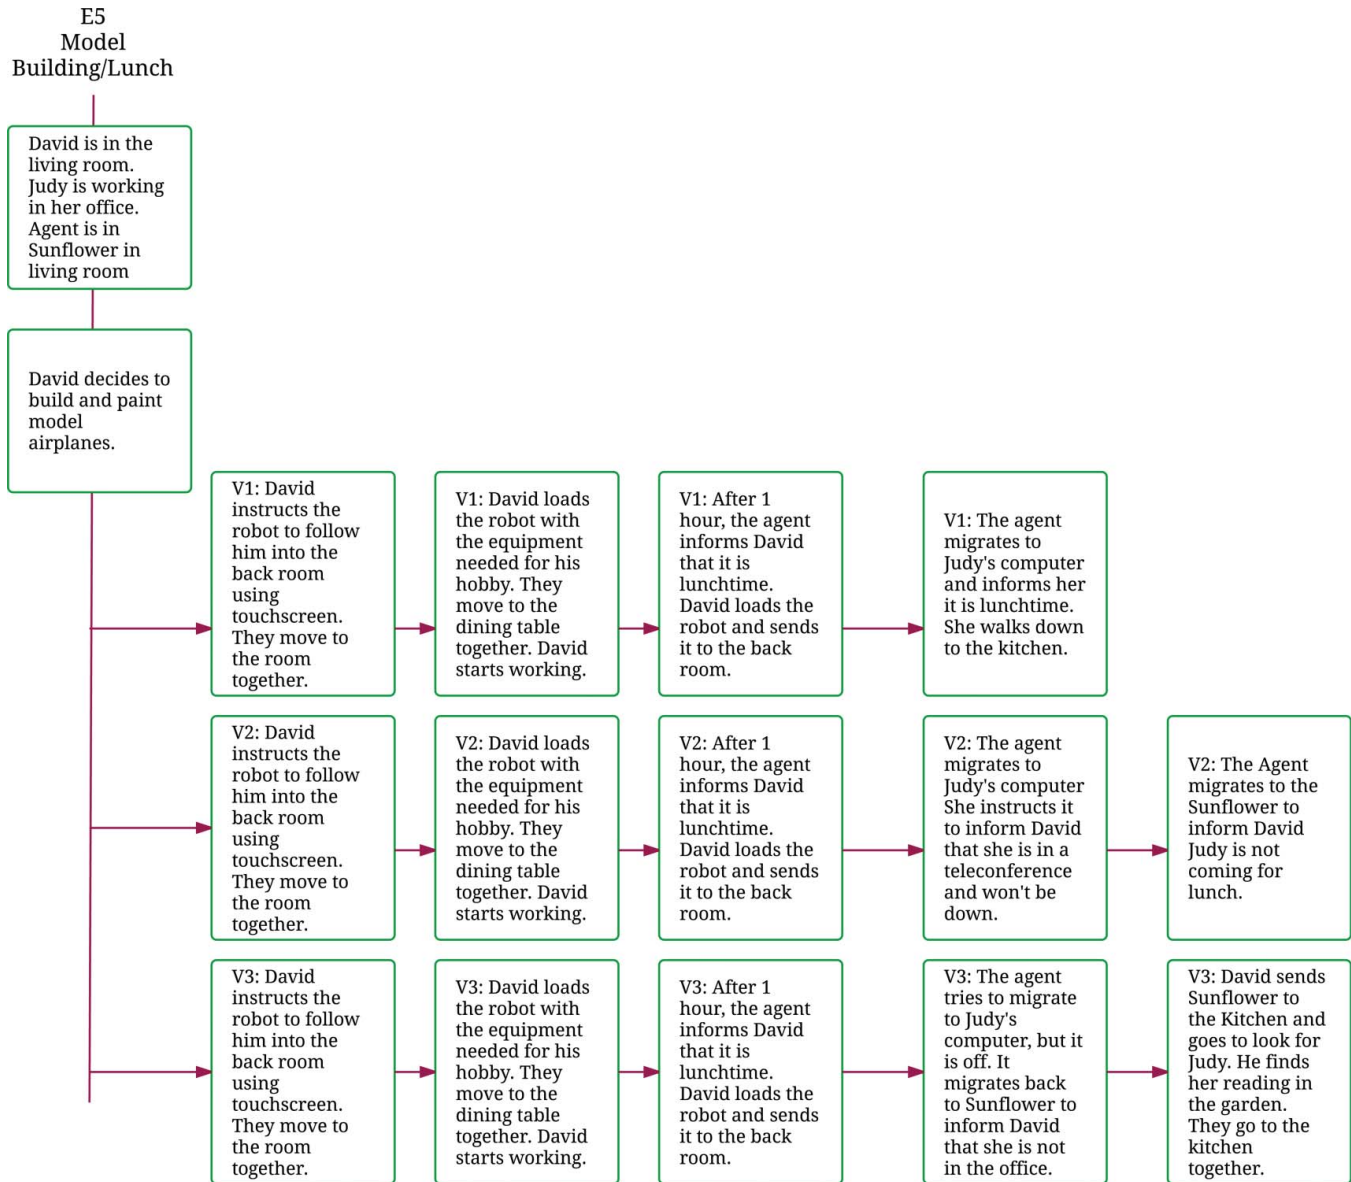 E5
Model
Building/Lunch
David is in the
living room.
Judy is working
in her office.
Agent is in
Sunflower in
living room
David decides to
build and paint
model
airplanes.
V1: David
instructs the
robot to follow
him into the
back room
using
touchscreen.
They move to
the room
together.
V1: David loads
the robot with
the equipment
needed for his
hobby. They
move to the
dining table
together. David
starts working.
V1: After 1
hour, the agent
informs David
that it is
lunchtime.
David loads the
robot and sends
it to the back
room.
V1: The agent
migrates to
Judy's computer
and informs her
it is lunchtime.
She walks down
to the kitchen.
V2: David
instructs the
robot to follow
him into the
back room
using
touchscreen.
They move to
the room
together.
V2: David loads
the robot with
the equipment
needed for his
hobby. They
move to the
dining table
together. David
starts working.
V2: After 1
hour, the agent
informs David
that it is
lunchtime.
David loads the
robot and sends
it to the back
room.
V2: The agent
migrates to
Judy's computer
She instructs it
to inform David
that she is in a
teleconference
and won't be
down.
V2: The Agent
migrates to the
Sunflower to
inform David
Judy is not
coming for
lunch.
V3: David
instructs the
robot to follow
him into the
back room
using
touchscreen.
They move to
the room
together.
V3: David loads
the robot with
the equipment
needed for his
hobby. They
move to the
dining table
together. David
starts working.
V3: After 1
hour, the agent
informs David
that it is
lunchtime.
David loads the
robot and sends
it to the back
room.
V3: The agent
tries to migrate
to Judy's
computer, but it
is off. It
migrates back
to Sunflower to
inform David
that she is not
in the office.
V3: David sends
Sunflower to
the Kitchen and
goes to look for
Judy. He finds
her reading in
the garden.
They go to the
kitchen
together.